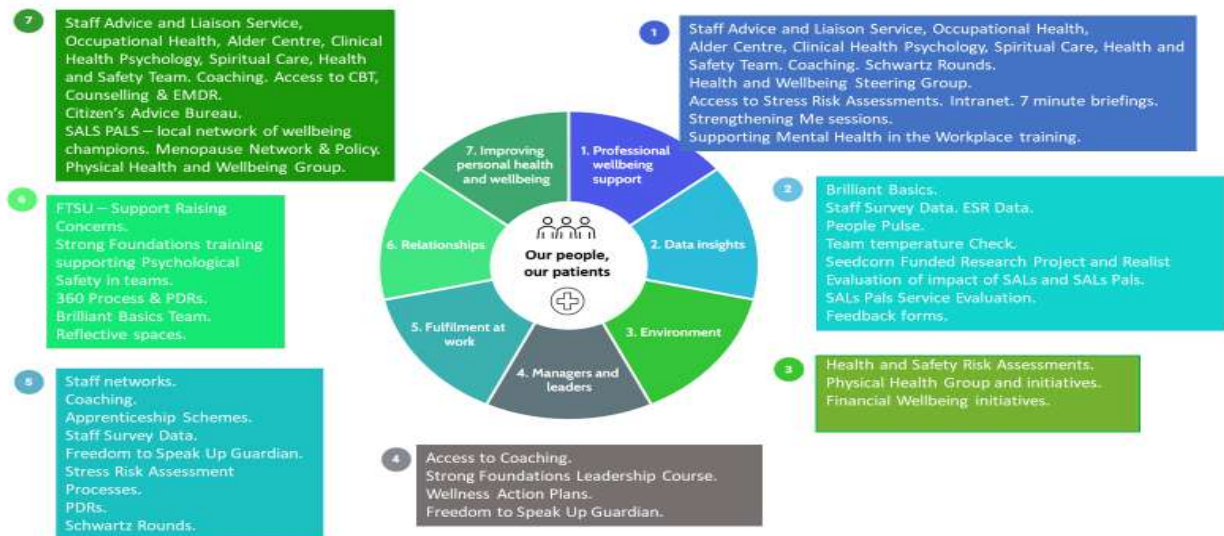 7
Staff Advice and Liaison Service,
Occupational Health, Alder Centre, Clinical
Health Psychology, Spiritual Care, Health
and Safety Team. Coaching. Access to CBT,
Counselling & EMDR.
Citizen's Advice Bureau.
SALS PALS – local network of wellbeing
champions. Menopause Network & Policy.
Physical Health and Wellbeing Group.
1
Staff Advice and Liaison Service, Occupational Health,
Alder Centre, Clinical Health Psychology, Spiritual Care, Health and
Safety Team. Coaching. Schwartz Rounds.
Health and Wellbeing Steering Group.
Access to Stress Risk Assessments. Intranet. 7 minute briefings.
Strengthening Me sessions.
Supporting Mental Health in the Workplace training.
7. Improving
personal health
and wellbeing
1. Professional
wellbeing
support
6. Relationships
2. Data insights
Our people,
our patients
5. Fulfilment at
work
3. Environment
4. Managers and
leaders
6
FTSU – Support Raising
Concerns.
Strong Foundations training
supporting Psychological
Safety in teams.
360 Process & PDRs.
Brilliant Basics Team.
Reflective spaces.
2
Brilliant Basics.
Staff Survey Data. ESR Data.
People Pulse.
Team temperature Check.
Seedcorn Funded Research Project and Realist
Evaluation of impact of SALs and SALs Pals.
SALs Pals Service Evaluation.
Feedback forms.
3
Health and Safety Risk Assessments.
Physical Health Group and initiatives.
Financial Wellbeing initiatives.
5
Staff networks.
Coaching.
Apprenticeship Schemes.
Staff Survey Data.
Freedom to Speak Up Guardian.
Stress Risk Assessment
Processes.
PDRs.
Schwartz Rounds.
4
Access to Coaching.
Strong Foundations Leadership Course.
Wellness Action Plans.
Freedom to Speak Up Guardian.